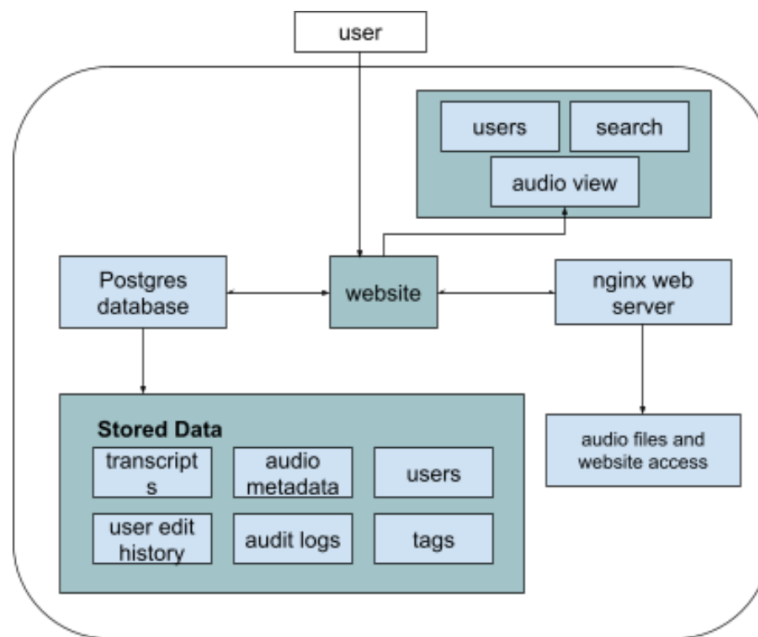 user
users
search
audio view
Postgres
database
website
nginx web
server
Stored Data
transcript
s
audio
metadata
users
user edit
history
audit logs
tags
audio files and
website access